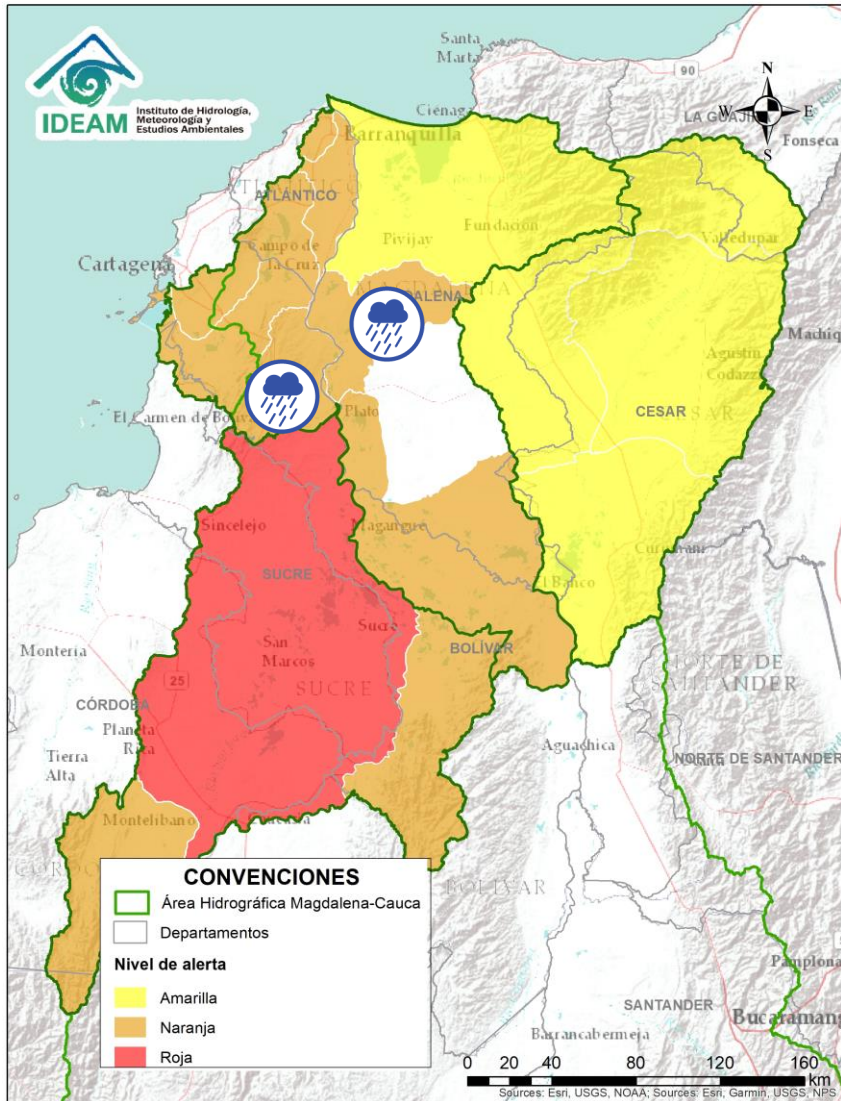 IDEAM
Instituto de Hidrología,
Meteorología y
Estudios Ambientales
Santa
Marta
90
N
W
E
S
Ciénaga
LA GUAJIRA
Fonseca
Barranquilla
ATLÁNTICO
Fundación
Pivijay
Valledupar
Campo de
la Cruz
Cartagena
MAGDALENA
Agustín
Codazzi
Plato
CESAR
El Carmen de Bolívar
Sincelejo
Magangue
SUCRE
El Banco
Sucre
BOLÍVAR
Montería
San
Marcos
SUCRE
25
NORTE DE
SANTANDER
CÓRDOBA
Planeta
Rica
Aguachica
NORTE DE SANTANDER
Tierra
Alta
Montelibano
BOLÍVAR
CONVENCIONES
Área Hidrográfica Magdalena-Cauca
Departamentos
Nivel de alerta
Amarilla
Naranja
Roja
Pamplona
SANTANDER
Bucaramang
Barrancabermeja
0 20 40 80 120 160
km
Sources: Esri, USGS, NOAA; Sources: Esri, Garmin, USGS, NPS